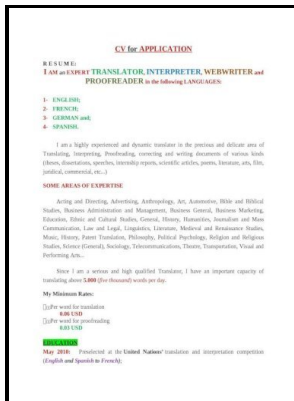 CV for APPLICATION
R E S U M E:
I AM an EXPERT TRANSLATOR, INTERPRETER, WEBWRITER and
PROOFREADER in the following LANGUAGES:
1- ENGLISH;
2- FRENCH;
3- GERMAN and;
4- SPANISH.
I am a highly experienced and dynamic translator in the precious and delicate area of
Translating, interpreting, Proofreading, correcting and writing documents of various kinds
(theses, dissertations, speeches, internship reports, scientific articles, poems, literature, arts, film,
juridical, commercial, etc...)
SOME AREAS OF EXPERTISE
Acting and Directing, Advertising, Anthropology, Art, Automotive, Bible and Biblical
Studies, Business Administration and Management, Business General, Business Marketing,
Education, Ethnic and Cultural Studies, General, History, Humanities, Journalism and Mass
Communication, Law and Legal, Linguistics, Literature, Medieval and Renaissance Studies,
Music, History, Patent Translation, Philosophy, Political Psychology, Religion and Religious
Studies, Science (General), Sociology, Telecommunications, Theatre, Transportation, Visual and
Performing Arts...
Since I am a serious and high qualified Translator, I have an important capacity of
translating above 5.000 (five thousand) words per day.
My Minimum Rates:
Per word for translation
0.06 USD
Per word for proofreading
0.03 USD
EDUCATION
May 2010: Preselected at the United Nations' translation and interpretation competition
(English and Spanish to French);